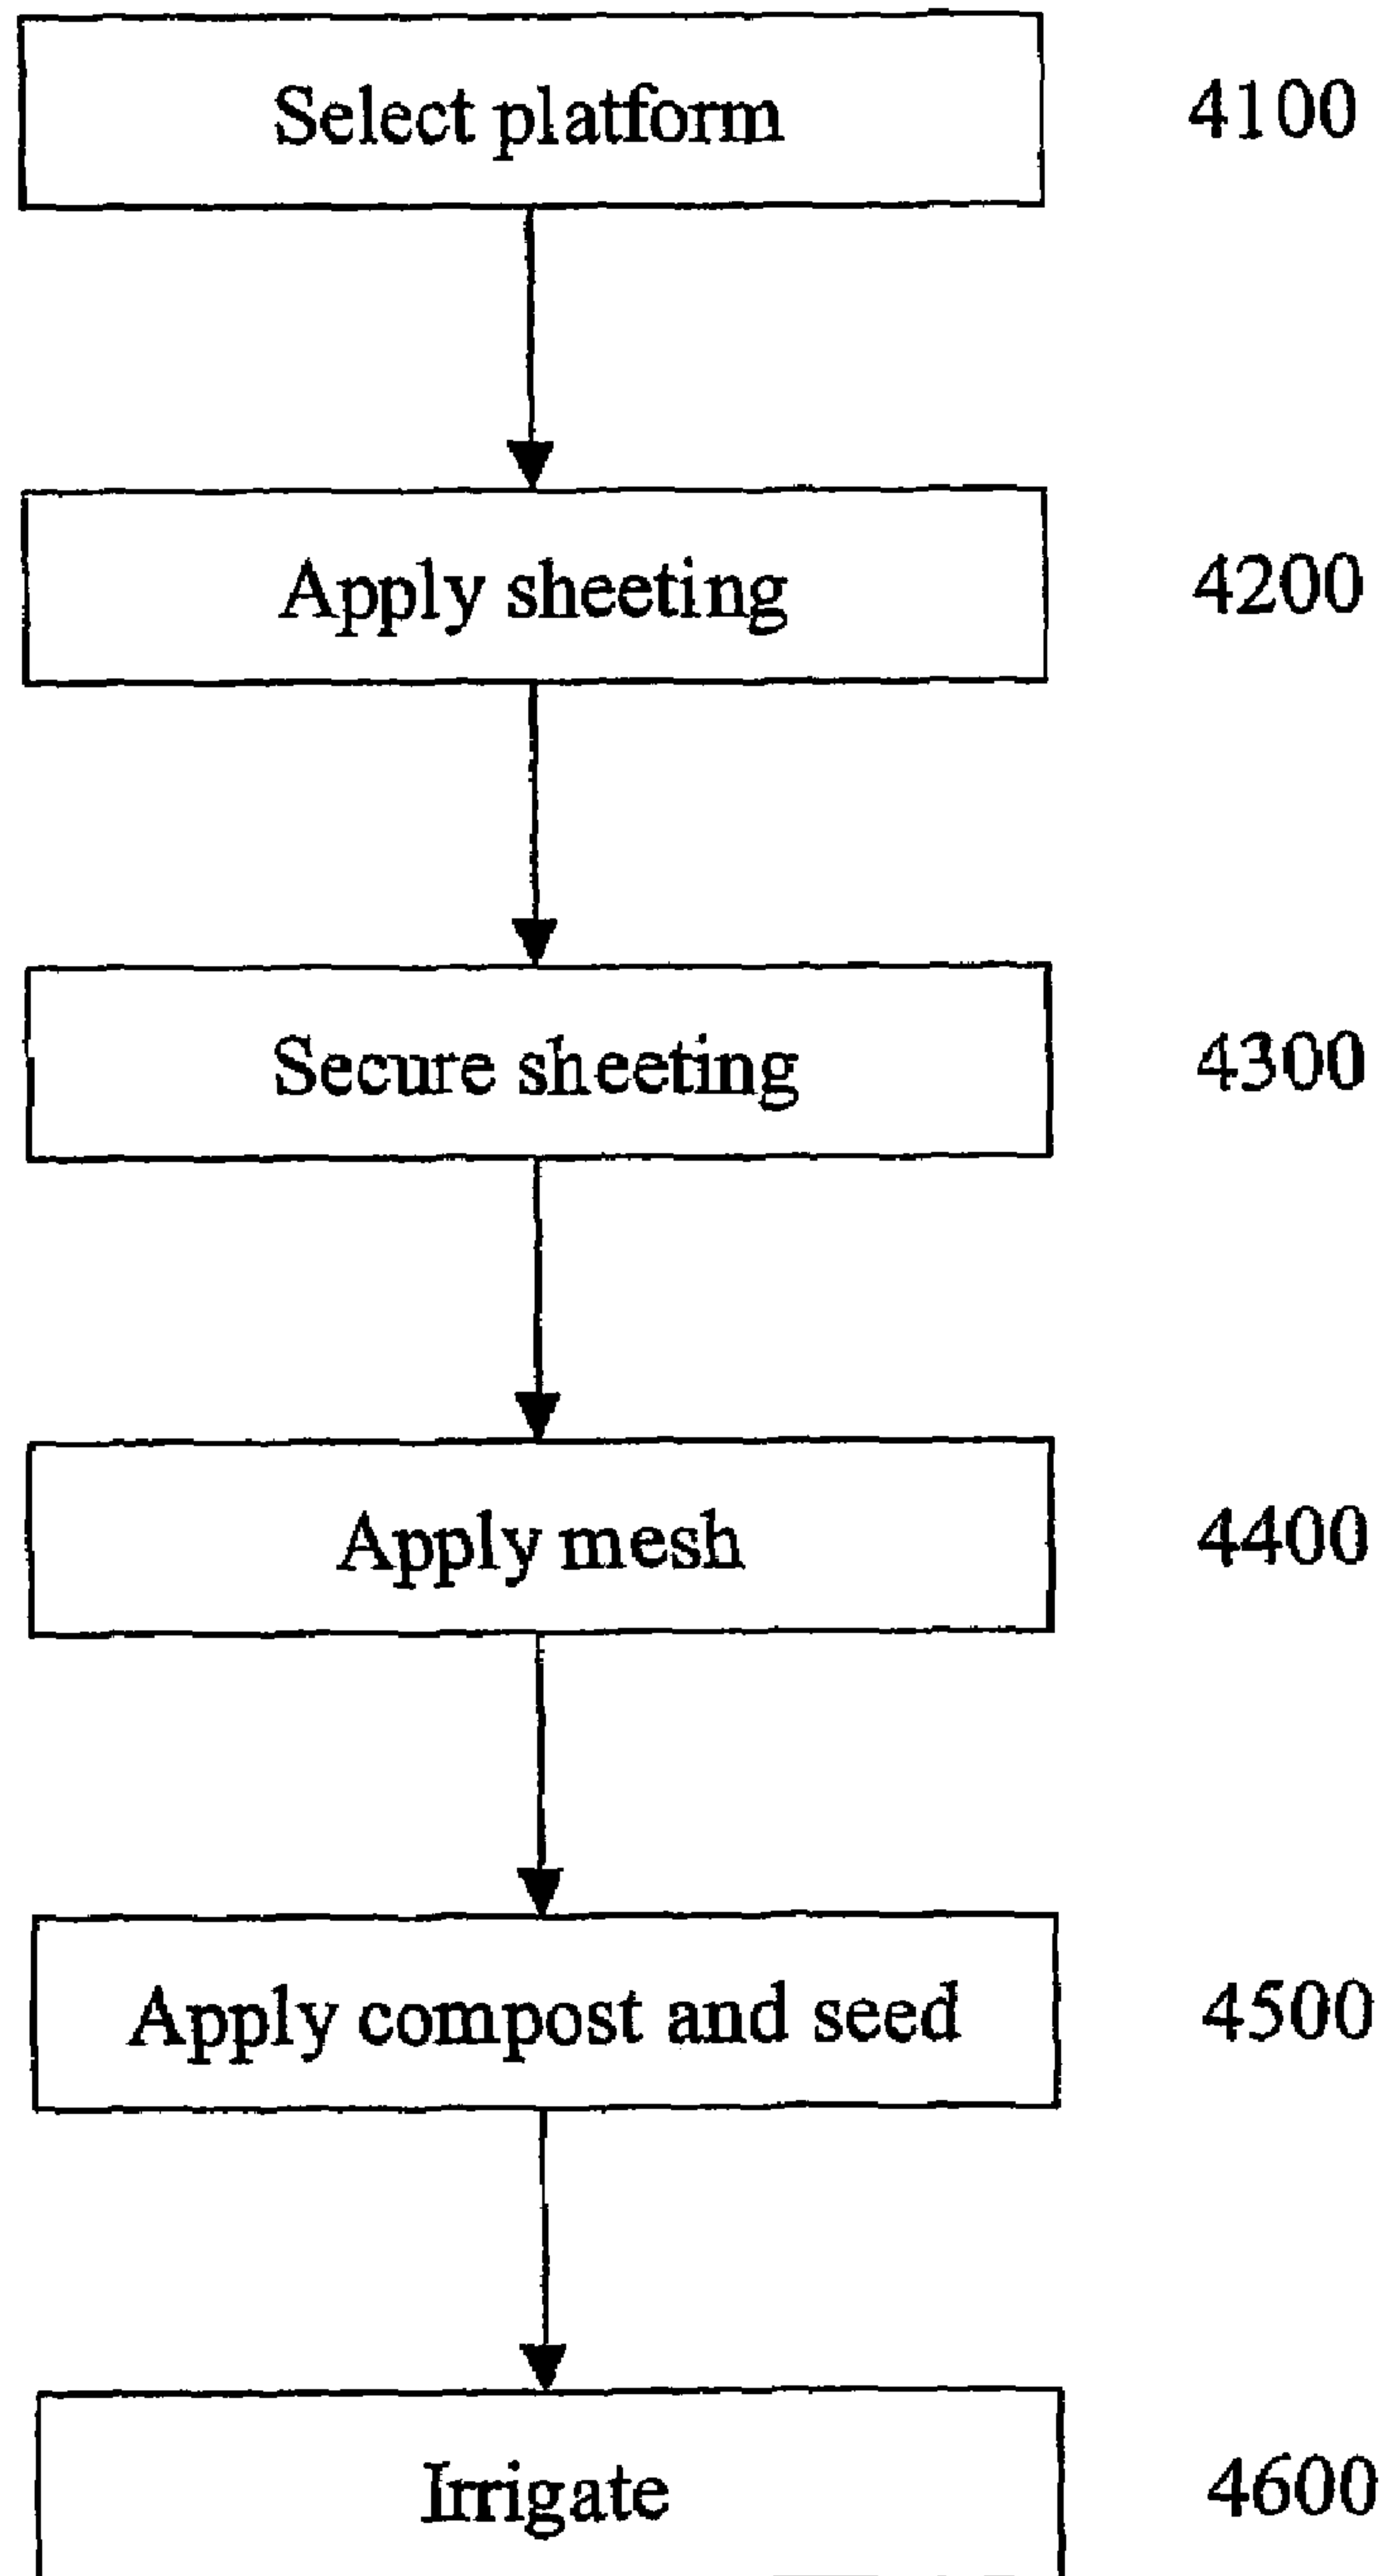 Select platform 4100
Apply sheeting 4200
Secure sheeting 4300
Apply mesh 4400
Apply compost and seed 4500
Irrigate 4600